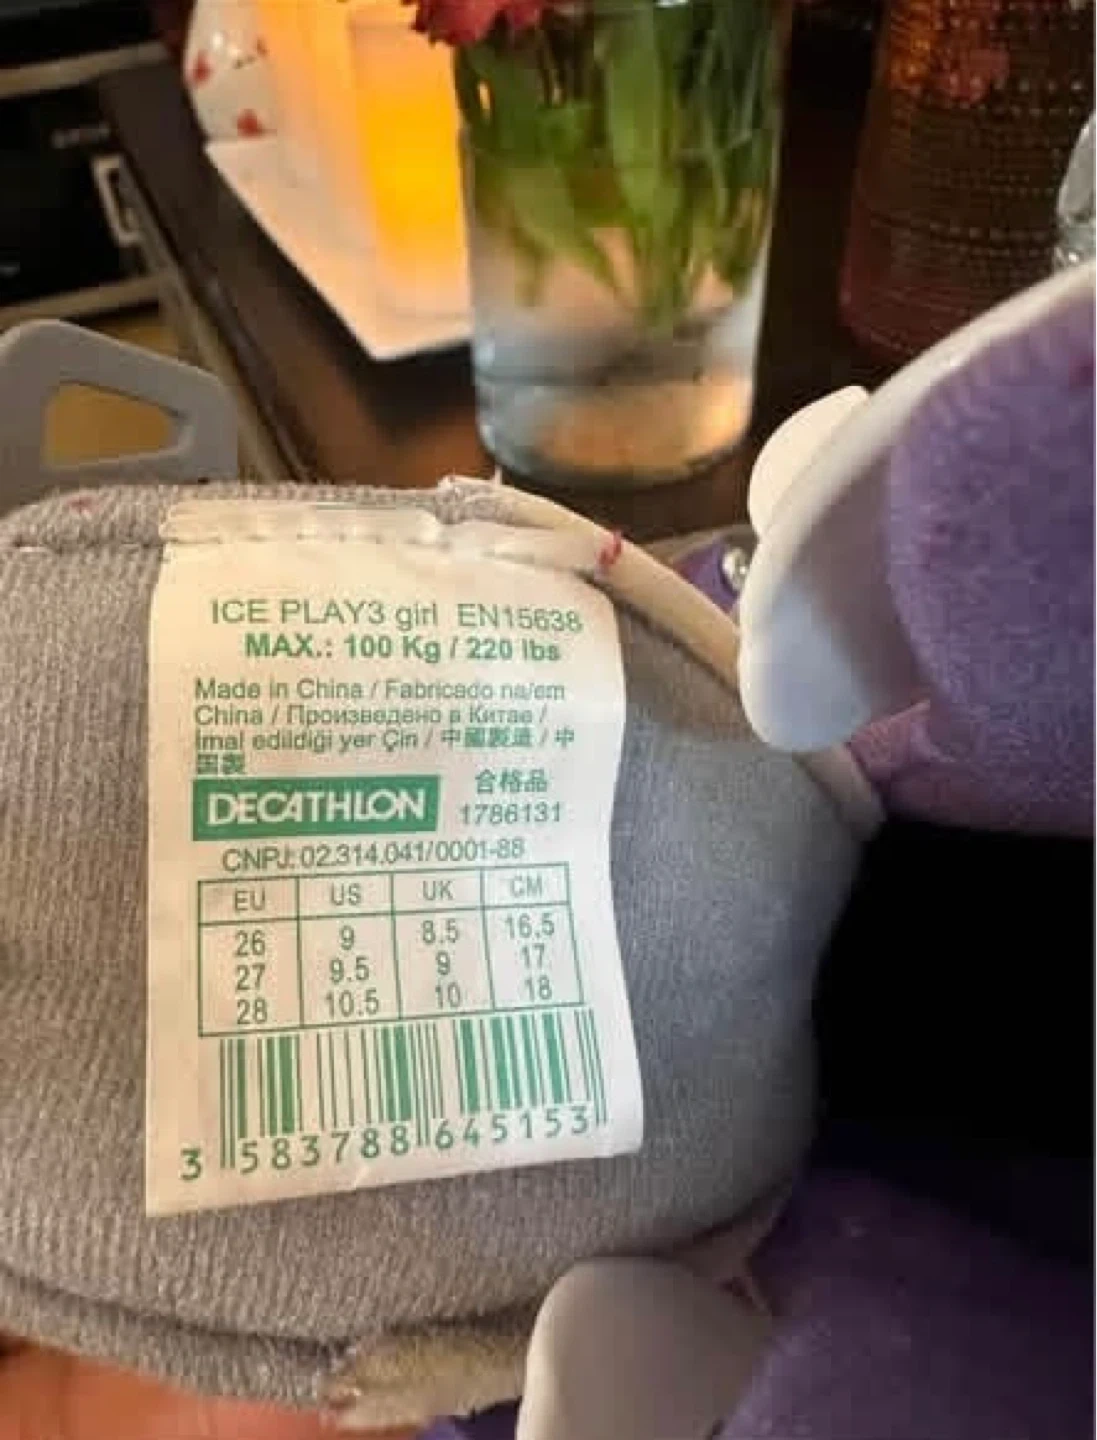 ICE PLAY3 girl EN15638
MAX.: 100 Kg / 220 lbs
Made in China / Fabricado na/em
China / Произведено в Китае /
İmal edildiği yer Çin / 中國製造 / 中
国製
DECATHLON
合格品
1786131
CNPJ: 02.314.041/0001-88
EU US UK CM
26 9 8.5 16.5
27 9.5 9 17
28 10.5 10 18
3 583788 645153